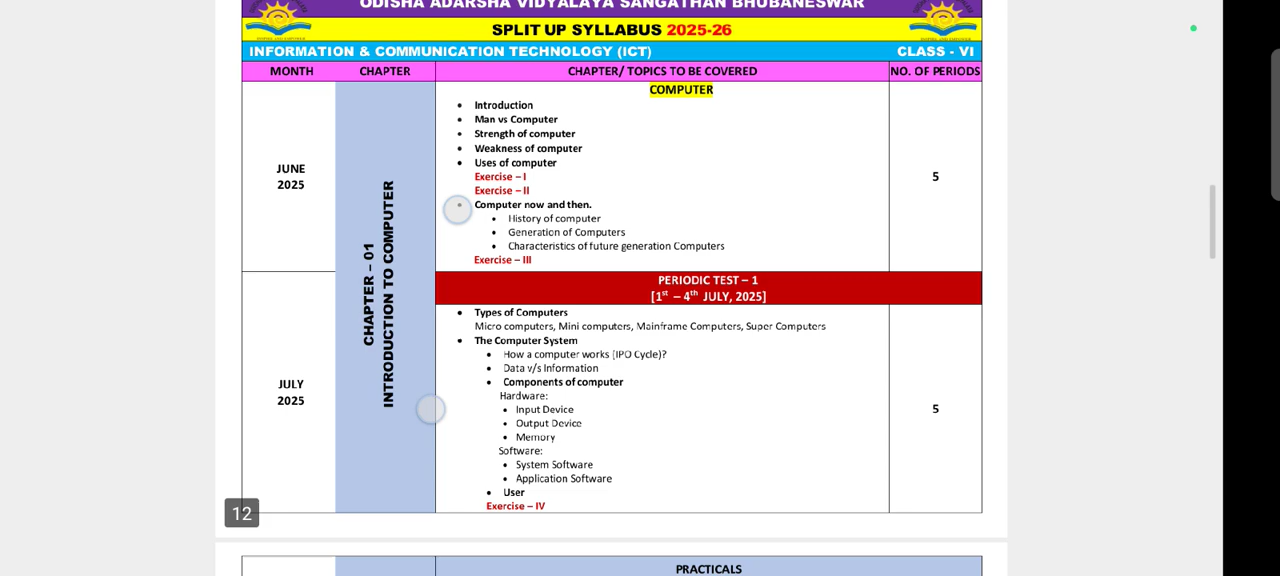 ODISHA ADARSHA VIDYALAYA SANGATHAN BHUBANESWAR
SPLIT UP SYLLABUS 2025-26
INFORMATION & COMMUNICATION TECHNOLOGY (ICT) CLASS - VI
MONTH CHAPTER CHAPTER/ TOPICS TO BE COVERED NO. OF PERIODS
JUNE
2025
CHAPTER – 01
INTRODUCTION TO COMPUTER
COMPUTER
• Introduction
• Man vs Computer
• Strength of computer
• Weakness of computer
• Uses of computer
Exercise – I
Exercise – II
• Computer now and then.
• History of computer
• Generation of Computers
• Characteristics of future generation Computers
Exercise – III
5
PERIODIC TEST – 1
[1st – 4th JULY, 2025]
JULY
2025
• Types of Computers
Micro computers, Mini computers, Mainframe Computers, Super Computers
• The Computer System
• How a computer works (IPO Cycle)?
• Data v/s Information
• Components of computer
Hardware:
• Input Device
• Output Device
• Memory
Software:
• System Software
• Application Software
• User
Exercise – IV
5
12
PRACTICALS